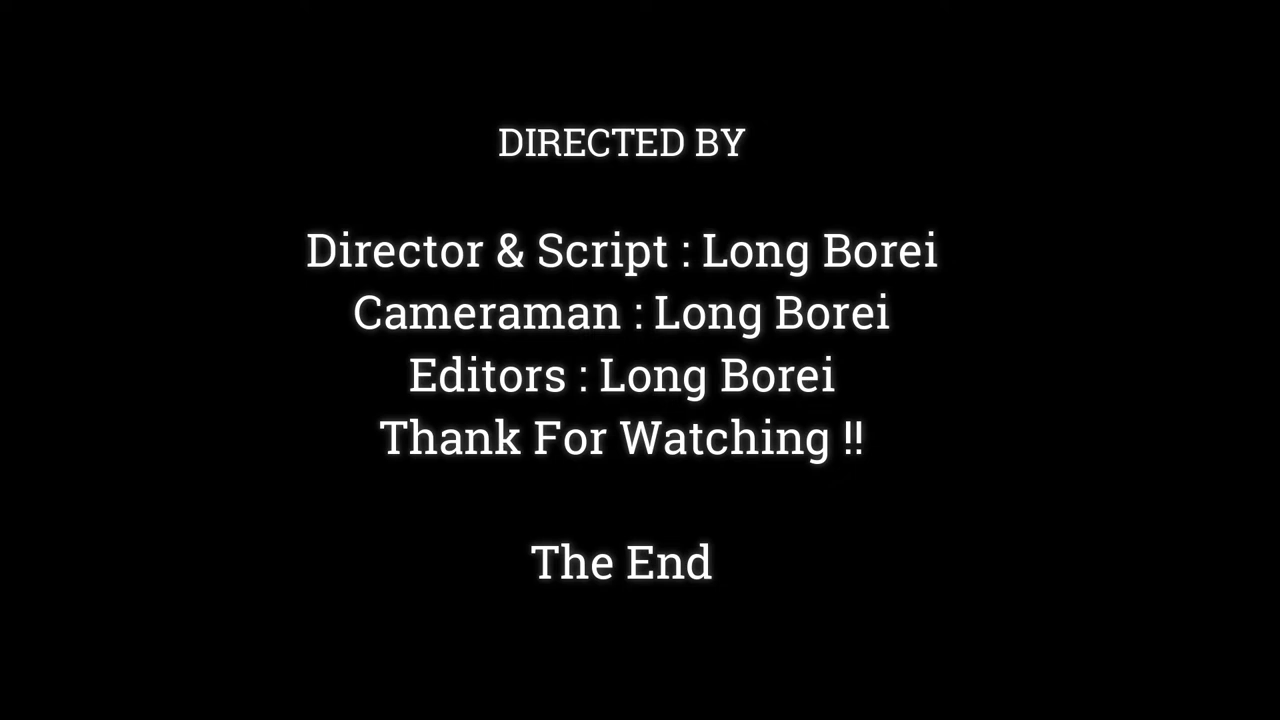 DIRECTED BY
Director & Script : Long Borei
Cameraman : Long Borei
Editors : Long Borei
Thank For Watching !!
The End